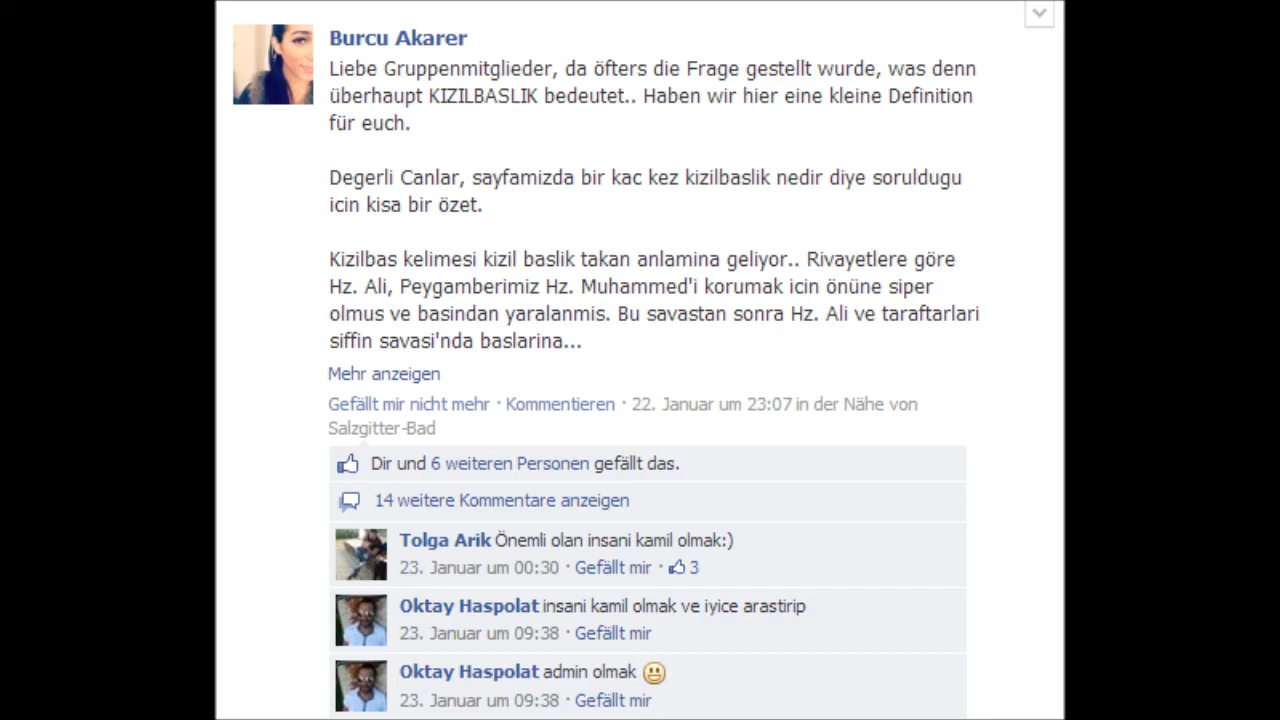 Burcu Akarer
Liebe Gruppenmitglieder, da öfters die Frage gestellt wurde, was denn
überhaupt KIZILBASLIK bedeutet.. Haben wir hier eine kleine Definition
für euch.
Degerli Canlar, sayfamizda bir kac kez kizilbaslik nedir diye soruldugu
icin kisa bir özet.
Kizilbas kelimesi kizil baslik takan anlamina geliyor.. Rivayetlere göre
Hz. Ali, Peygamberimiz Hz. Muhammed'i korumak icin önüne siper
olmus ve basindan yaralanmis. Bu savastan sonra Hz. Ali ve taraftarlari
siffin savasi'nda baslarina...
Mehr anzeigen
Gefällt mir nicht mehr · Kommentieren · 22. Januar um 23:07 in der Nähe von
Salzgitter-Bad
Dir und 6 weiteren Personen gefällt das.
14 weitere Kommentare anzeigen
Tolga Arik Önemli olan insani kamil olmak:)
23. Januar um 00:30 · Gefällt mir · 3
Oktay Haspolat insani kamil olmak ve iyice arastirip
23. Januar um 09:38 · Gefällt mir
Oktay Haspolat admin olmak
23. Januar um 09:38 · Gefällt mir